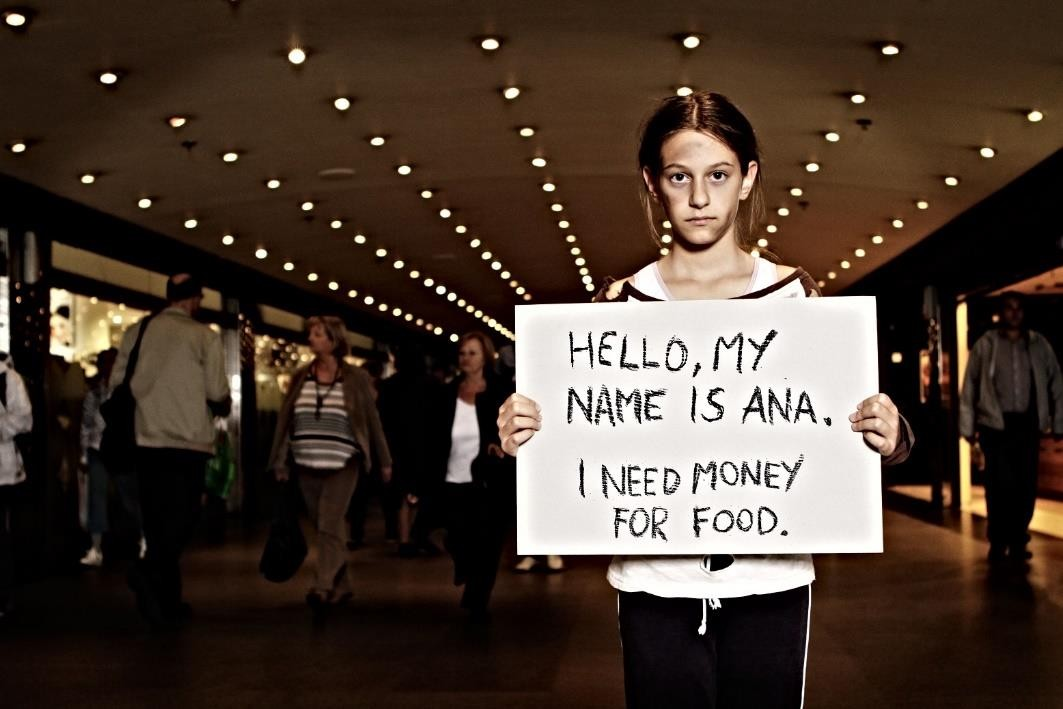 HELLO, MY
NAME IS ANA.
I NEED MONEY
FOR FOOD.